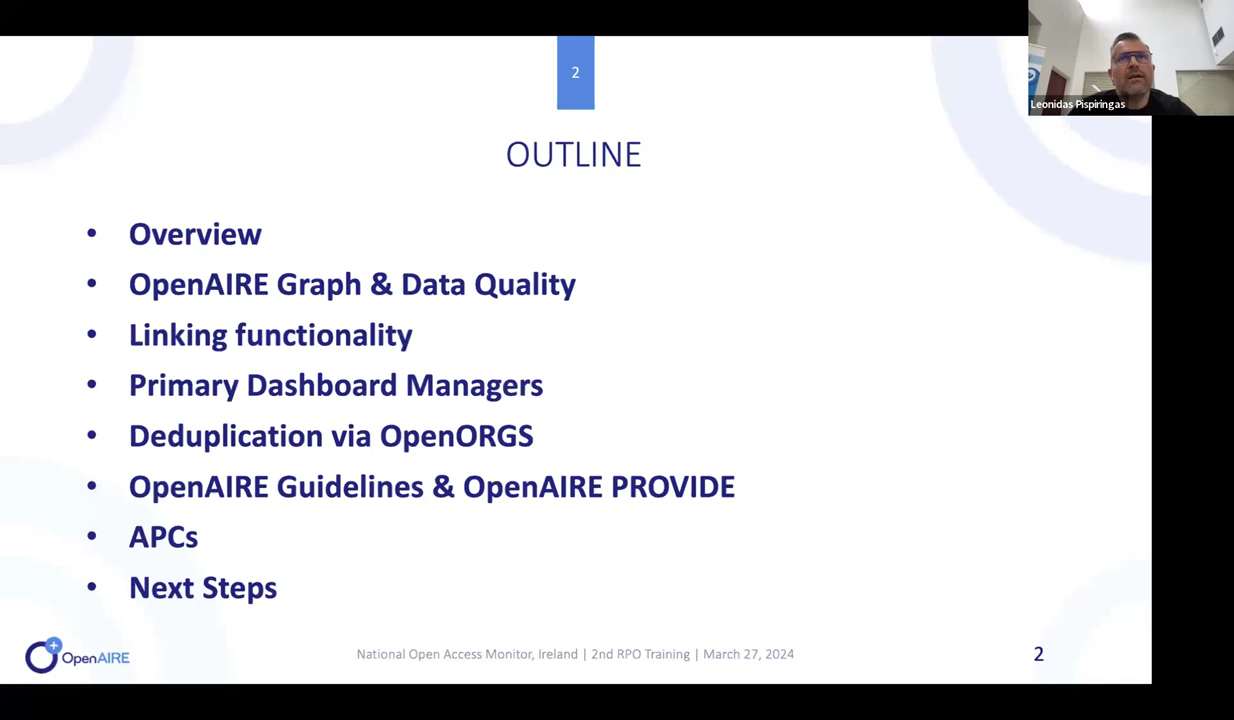 2
Leonidas Pispiringas
OUTLINE
• Overview
• OpenAIRE Graph & Data Quality
• Linking functionality
• Primary Dashboard Managers
• Deduplication via OpenORGS
• OpenAIRE Guidelines & OpenAIRE PROVIDE
• APCs
• Next Steps
OpenAIRE
National Open Access Monitor, Ireland | 2nd RPO Training | March 27, 2024
2